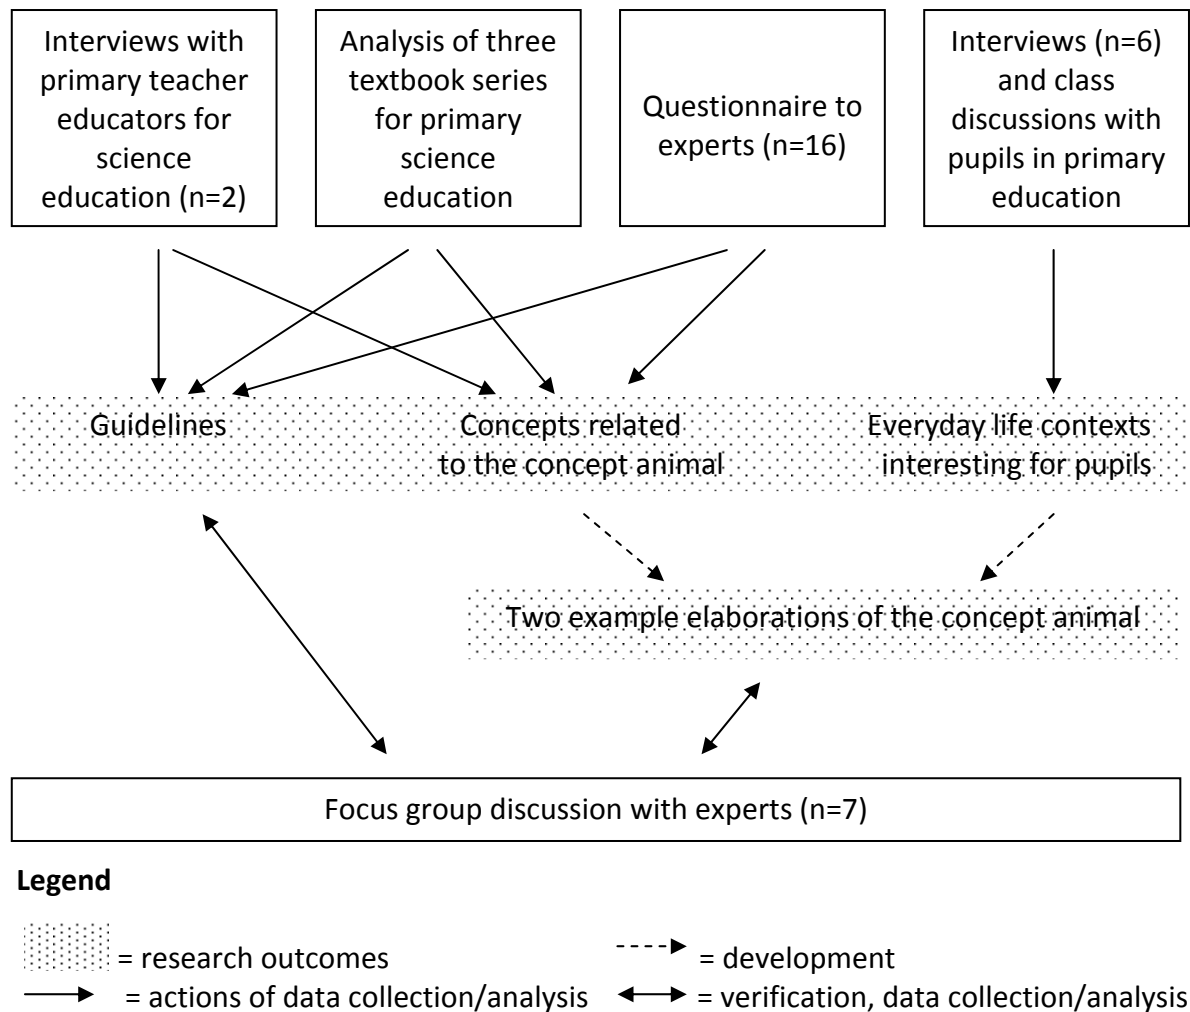 Interviews with
primary teacher
educators for
science
education (n=2)
Analysis of three
textbook series
for primary
science
education
Questionnaire to
experts (n=16)
Interviews (n=6)
and class
discussions with
pupils in primary
education
Guidelines
Concepts related
to the concept animal
Everyday life contexts
interesting for pupils
Two example elaborations of the concept animal
Focus group discussion with experts (n=7)
Legend
= research outcomes
= development
= actions of data collection/analysis
= verification, data collection/analysis